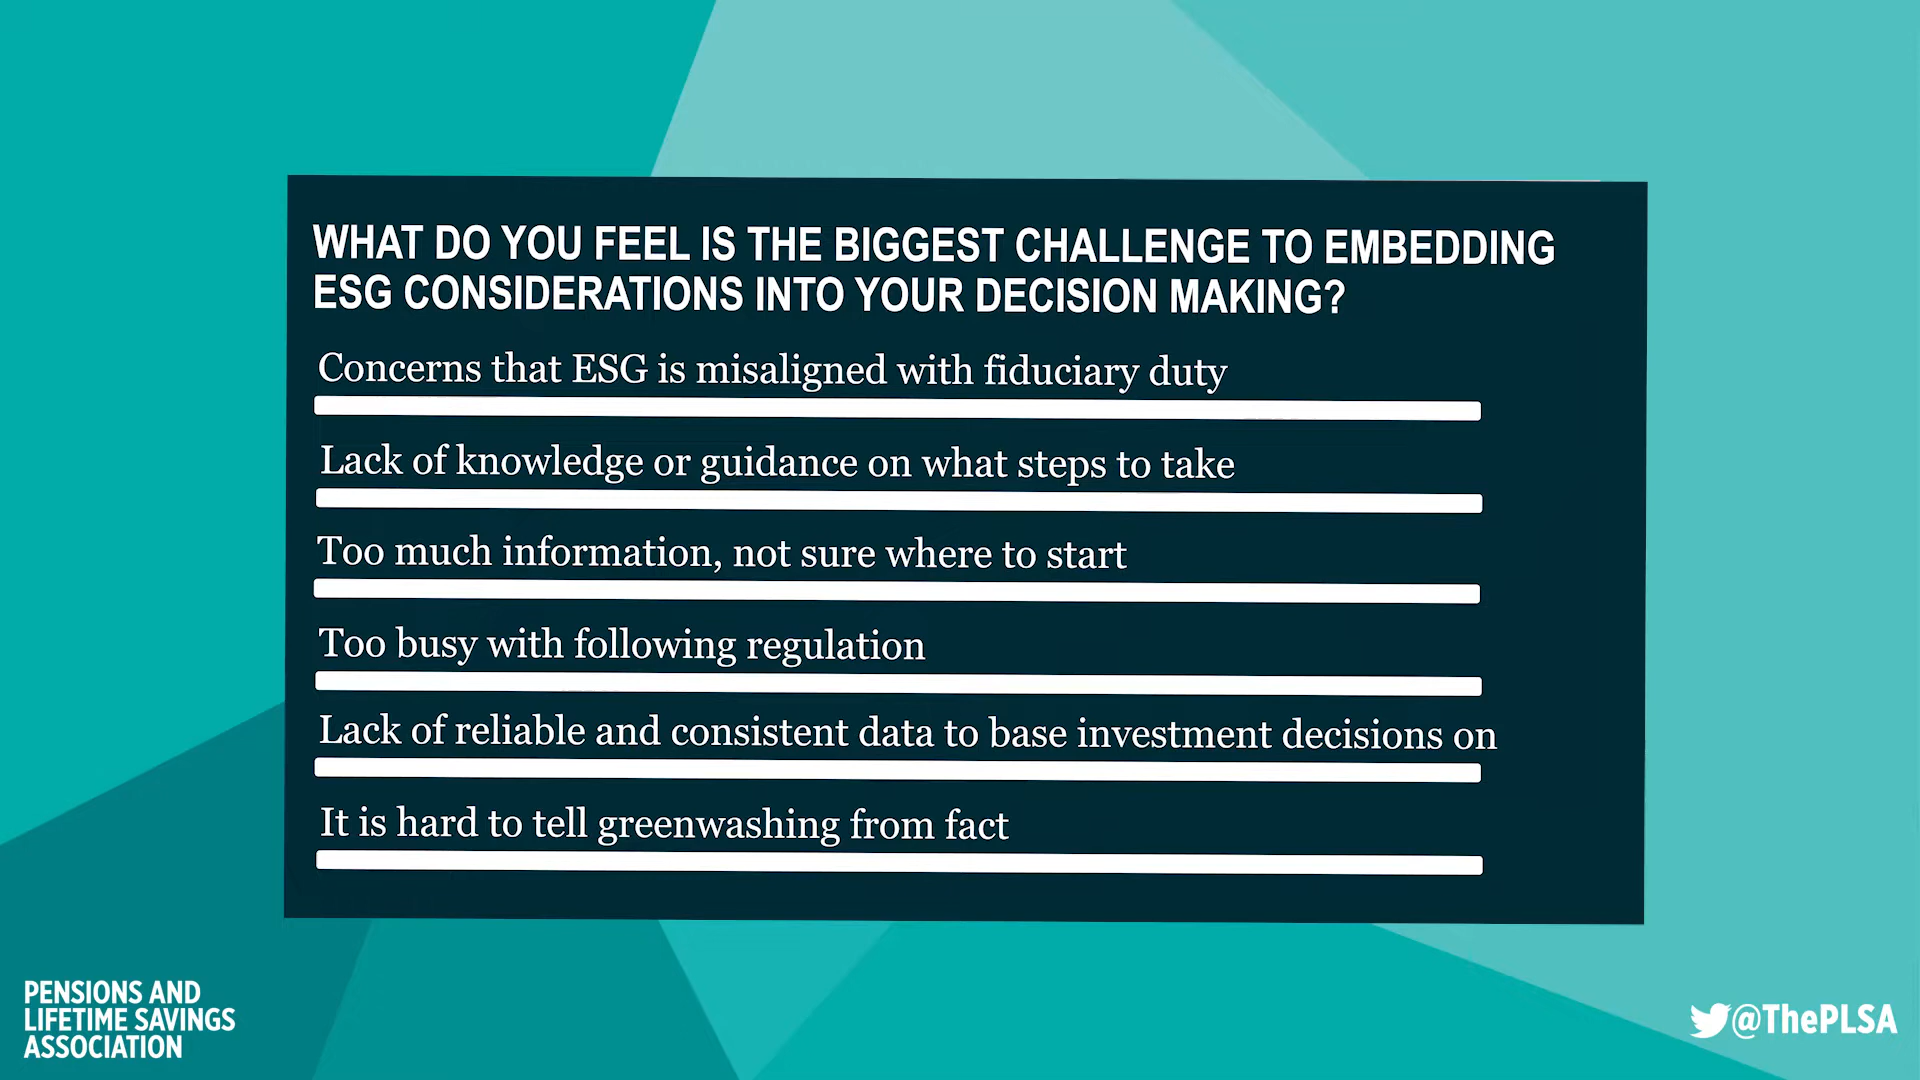 WHAT DO YOU FEEL IS THE BIGGEST CHALLENGE TO EMBEDDING
ESG CONSIDERATIONS INTO YOUR DECISION MAKING?
Concerns that ESG is misaligned with fiduciary duty
Lack of knowledge or guidance on what steps to take
Too much information, not sure where to start
Too busy with following regulation
Lack of reliable and consistent data to base investment decisions on
It is hard to tell greenwashing from fact
PENSIONS AND
LIFETIME SAVINGS
ASSOCIATION
@ThePLSA